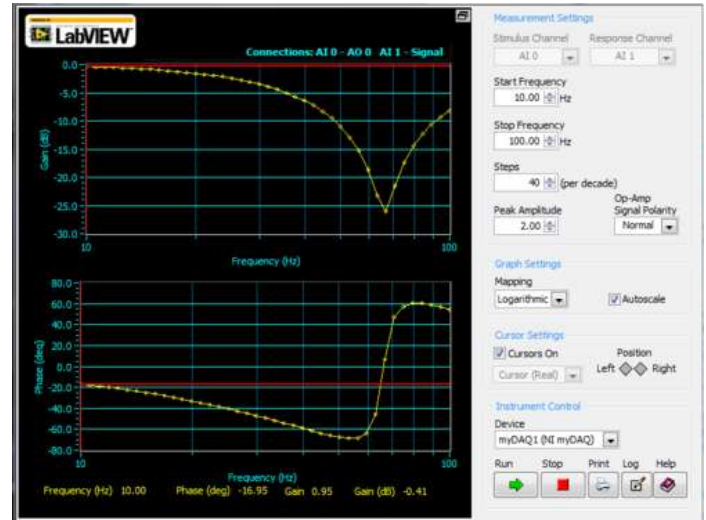 LabVIEW
Connections: AI 0 - AO 0 AI 1 - Signal
Gain (dB)
0.0
-5.0
-10.0
-15.0
-20.0
-25.0
-30.0
10
100
Frequency (Hz)
Phase (deg)
80.0
60.0
40.0
20.0
0.0
-20.0
-40.0
-60.0
-80.0
10
100
Frequency (Hz)
Frequency (Hz) 10.00 Phase (deg) -16.95 Gain 0.95 Gain (dB) -0.41
Measurement Settings
Stimulus Channel Response Channel
AI 0 AI 1
Start Frequency
10.00 Hz
Stop Frequency
100.00 Hz
Steps
40 (per decade)
Peak Amplitude Op-Amp Signal Polarity
2.00 Normal
Graph Settings
Mapping
Logarithmic Autoscale
Cursor Settings
Cursors On Position
Cursor (Real) Left Right
Instrument Control
Device
myDAQ1 (NI myDAQ)
Run Stop Print Log Help